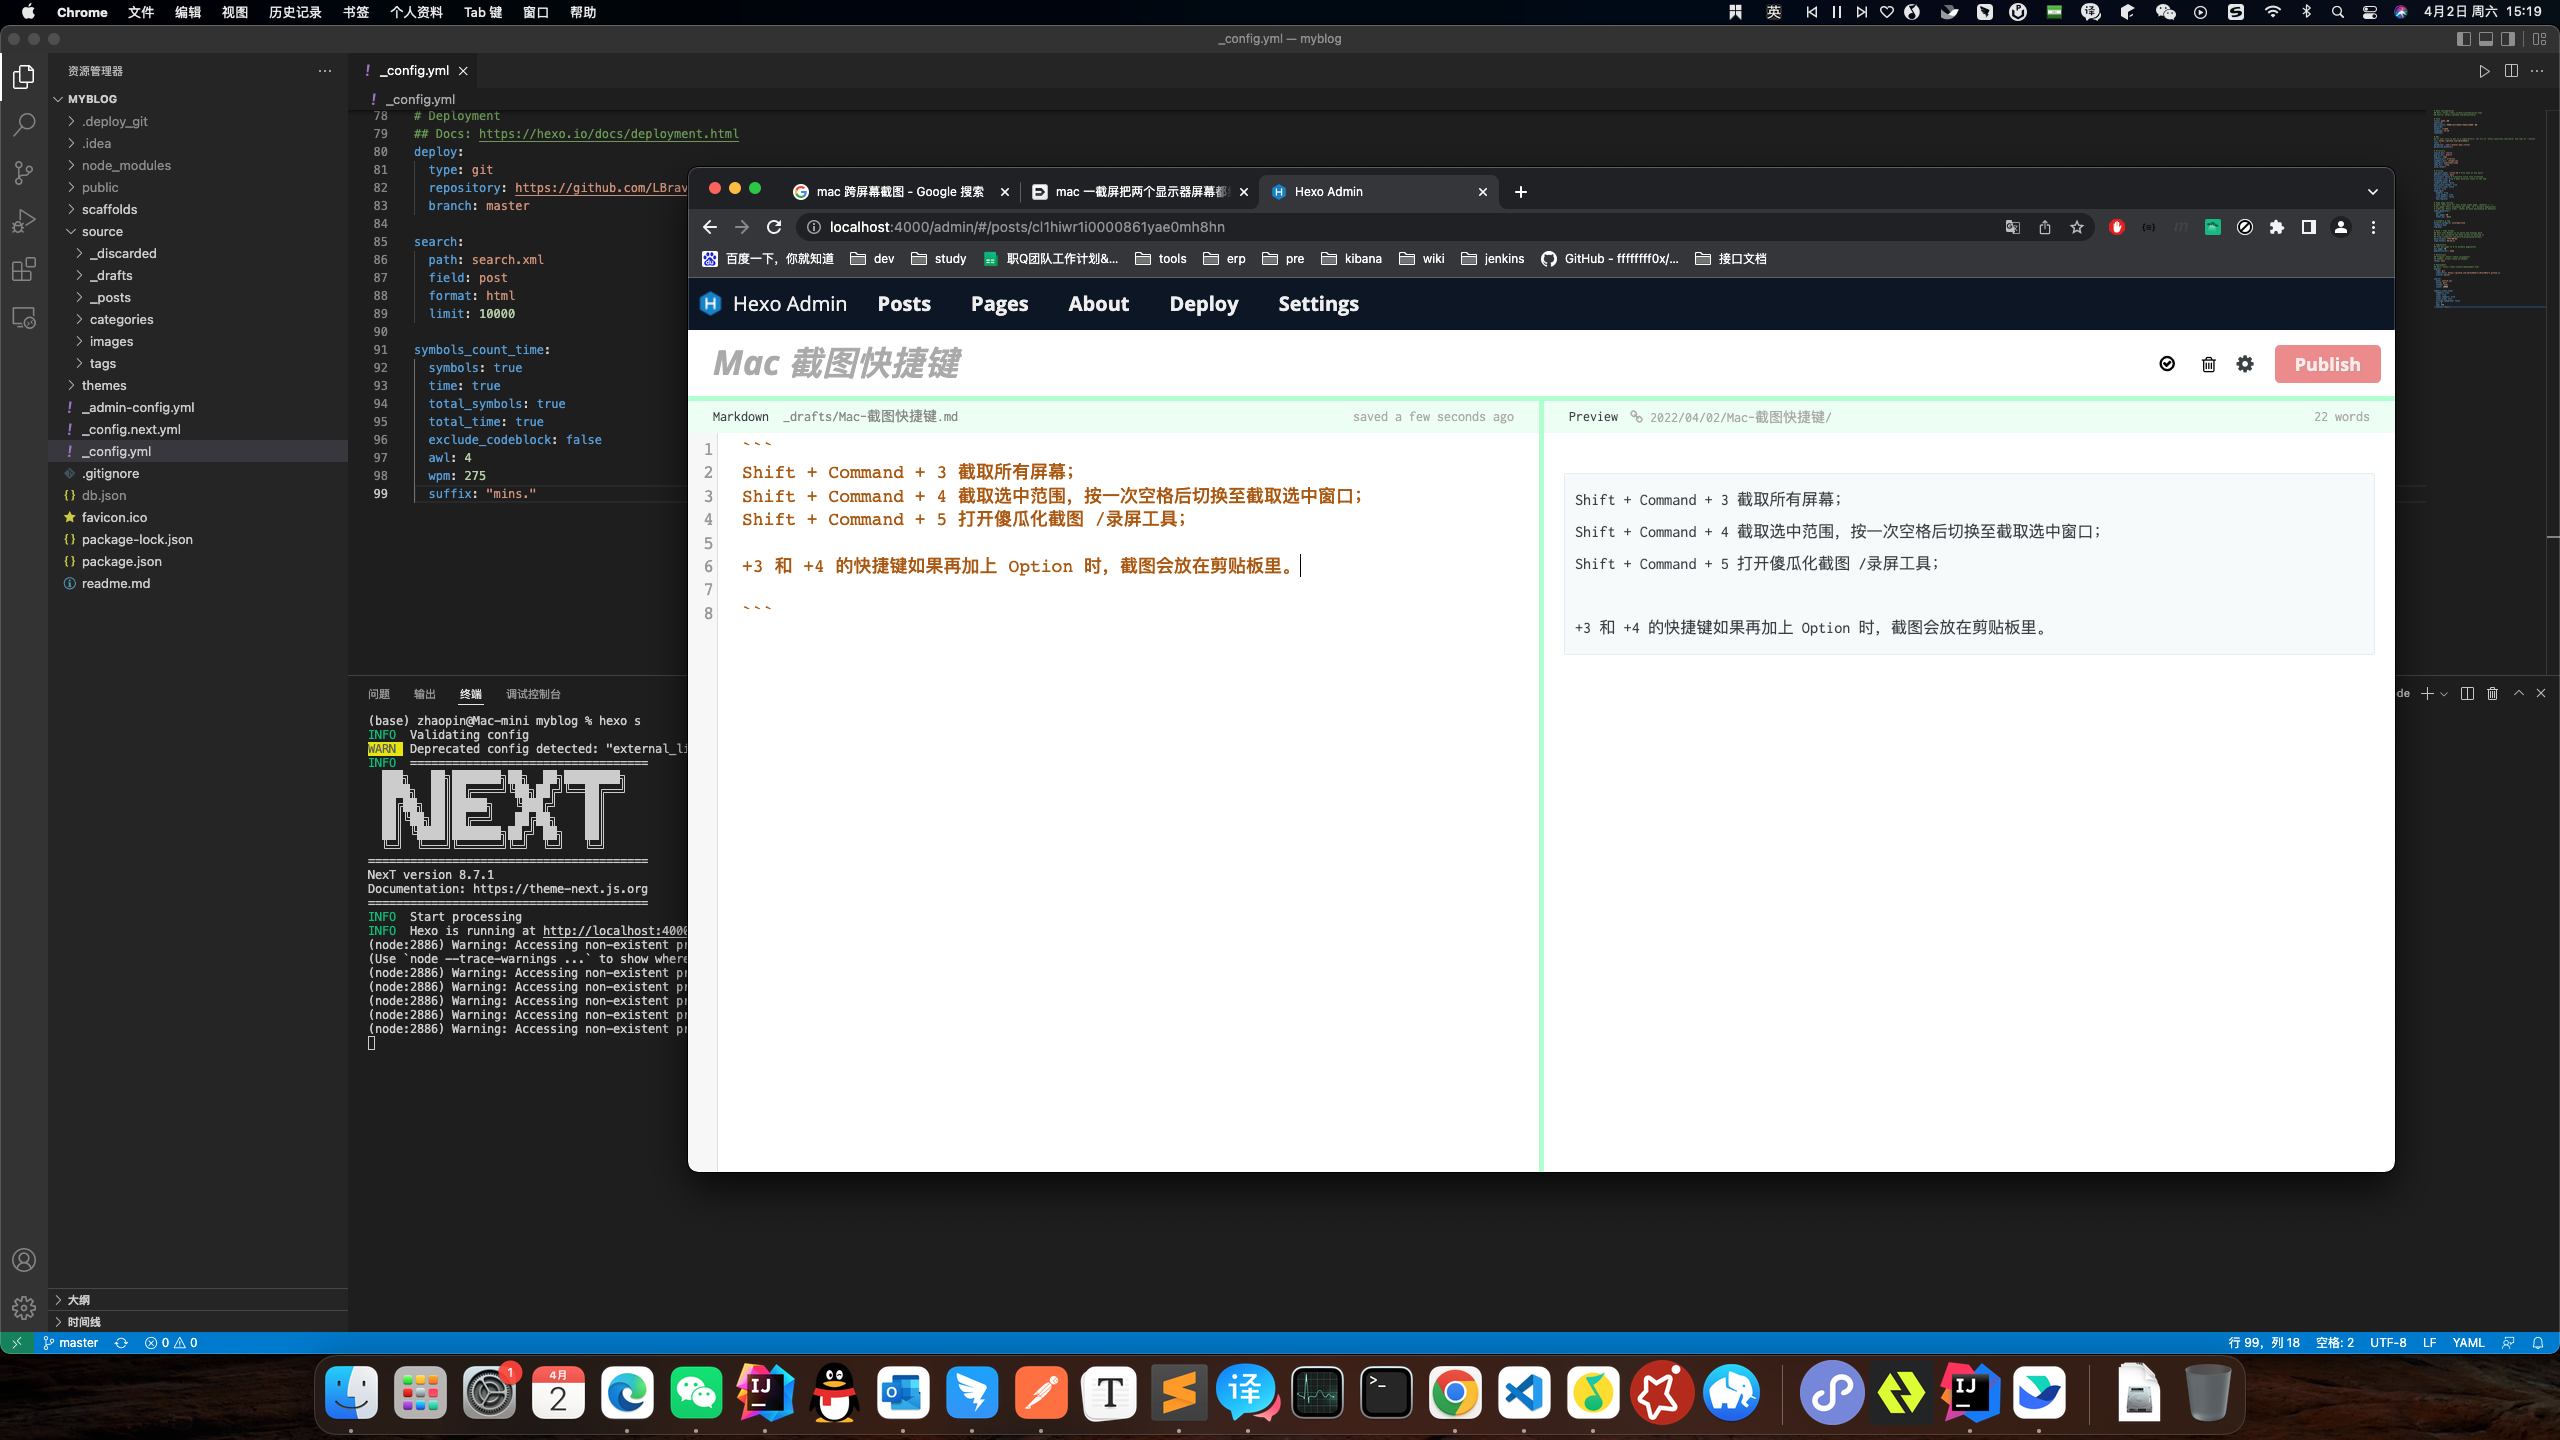 Chrome 文件 编辑 视图 历史记录 书签 个人资料 Tab 键 窗口 帮助
英 译 4月2日 周六 15:19
_config.yml — myblog
资源管理器
MYBLOG
.deploy_git
.idea
node_modules
public
scaffolds
source
_discarded
_drafts
_posts
categories
images
tags
themes
_admin-config.yml
_config.next.yml
_config.yml
.gitignore
db.json
favicon.ico
package-lock.json
package.json
readme.md
大纲
时间线
_config.yml
_config.yml
78 # Deployment
79 ## Docs: https://hexo.io/docs/deployment.html
80 deploy:
81 type: git
82 repository: https://github.com/LBrav
83 branch: master
84
85 search:
86 path: search.xml
87 field: post
88 format: html
89 limit: 10000
90
91 symbols_count_time:
92 symbols: true
93 time: true
94 total_symbols: true
95 total_time: true
96 exclude_codeblock: false
97 awl: 4
98 wpm: 275
99 suffix: "mins."
问题 输出 终端 调试控制台
de
(base) zhaopin@Mac-mini myblog % hexo s
INFO Validating config
WARN Deprecated config detected: "external_li
INFO ==================================
NEXT
========================================
NexT version 8.7.1
Documentation: https://theme-next.js.org
========================================
INFO Start processing
INFO Hexo is running at http://localhost:4000
(node:2886) Warning: Accessing non-existent pr
(Use `node --trace-warnings ...` to show where
(node:2886) Warning: Accessing non-existent pr
(node:2886) Warning: Accessing non-existent pr
(node:2886) Warning: Accessing non-existent pr
(node:2886) Warning: Accessing non-existent pr
(node:2886) Warning: Accessing non-existent pr
mac 跨屏幕截图 - Google 搜索
mac 一截屏把两个显示器屏幕都
Hexo Admin
localhost:4000/admin/#/posts/cl1hiwr1i0000861yae0mh8hn
百度一下，你就知道 dev study 职Q团队工作计划&... tools erp pre kibana wiki jenkins GitHub - ffffffff0x/... 接口文档
Hexo Admin Posts Pages About Deploy Settings
Mac 截图快捷键
Publish
Markdown _drafts/Mac-截图快捷键.md saved a few seconds ago
1 ```
2 Shift + Command + 3 截取所有屏幕；
3 Shift + Command + 4 截取选中范围，按一次空格后切换至截取选中窗口；
4 Shift + Command + 5 打开傻瓜化截图 /录屏工具；
5
6 +3 和 +4 的快捷键如果再加上 Option 时，截图会放在剪贴板里。
7
8 ```
Preview 2022/04/02/Mac-截图快捷键/ 22 words
Shift + Command + 3 截取所有屏幕；
Shift + Command + 4 截取选中范围，按一次空格后切换至截取选中窗口；
Shift + Command + 5 打开傻瓜化截图 /录屏工具；
+3 和 +4 的快捷键如果再加上 Option 时，截图会放在剪贴板里。
master 0 0
行 99，列 18 空格: 2 UTF-8 LF YAML
1
4月
2
IJ
T
译
IJ